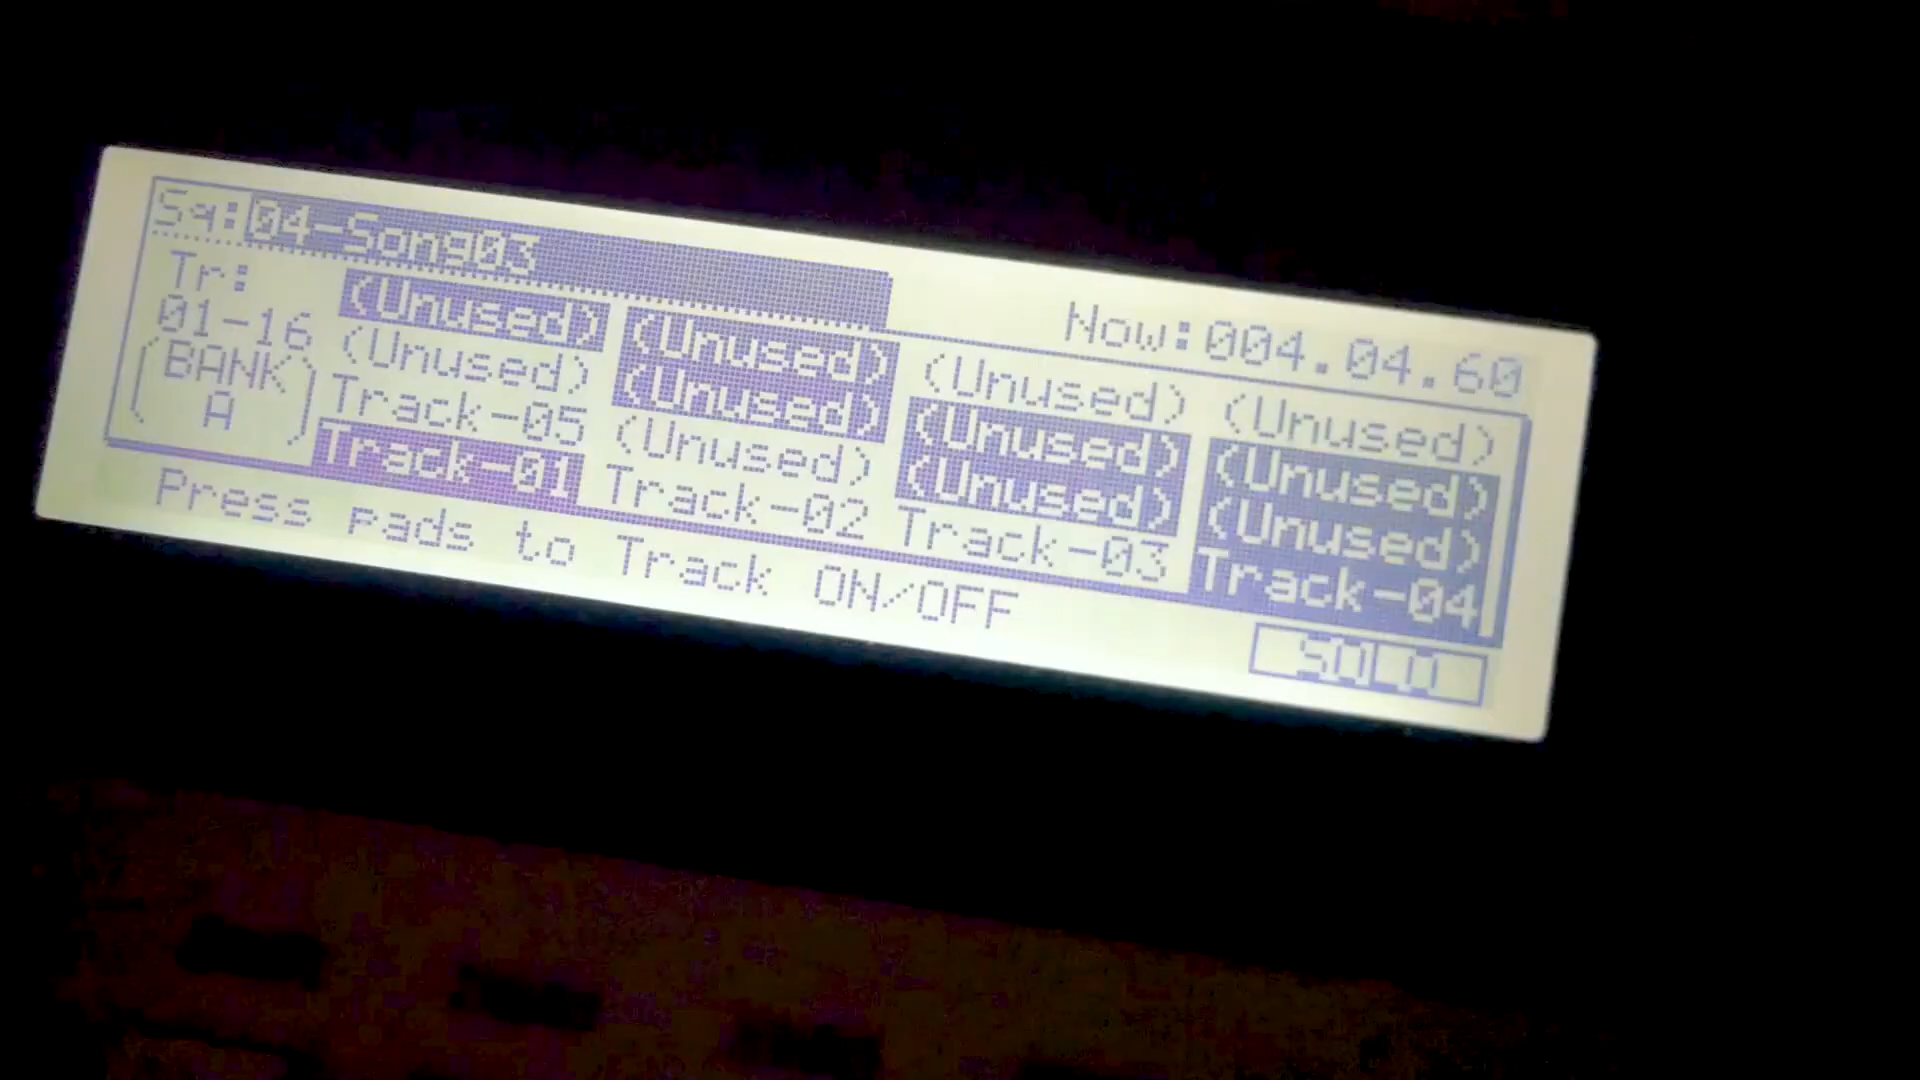 Sq:04-Song03
Now:004.04.60
Tr:
01-16
(BANK A)
(Unused) (Unused) (Unused) (Unused)
(Unused) (Unused) (Unused) (Unused)
Track-05 (Unused) (Unused) (Unused)
Track-01 Track-02 Track-03 Track-04
Press pads to Track ON/OFF
SOLO